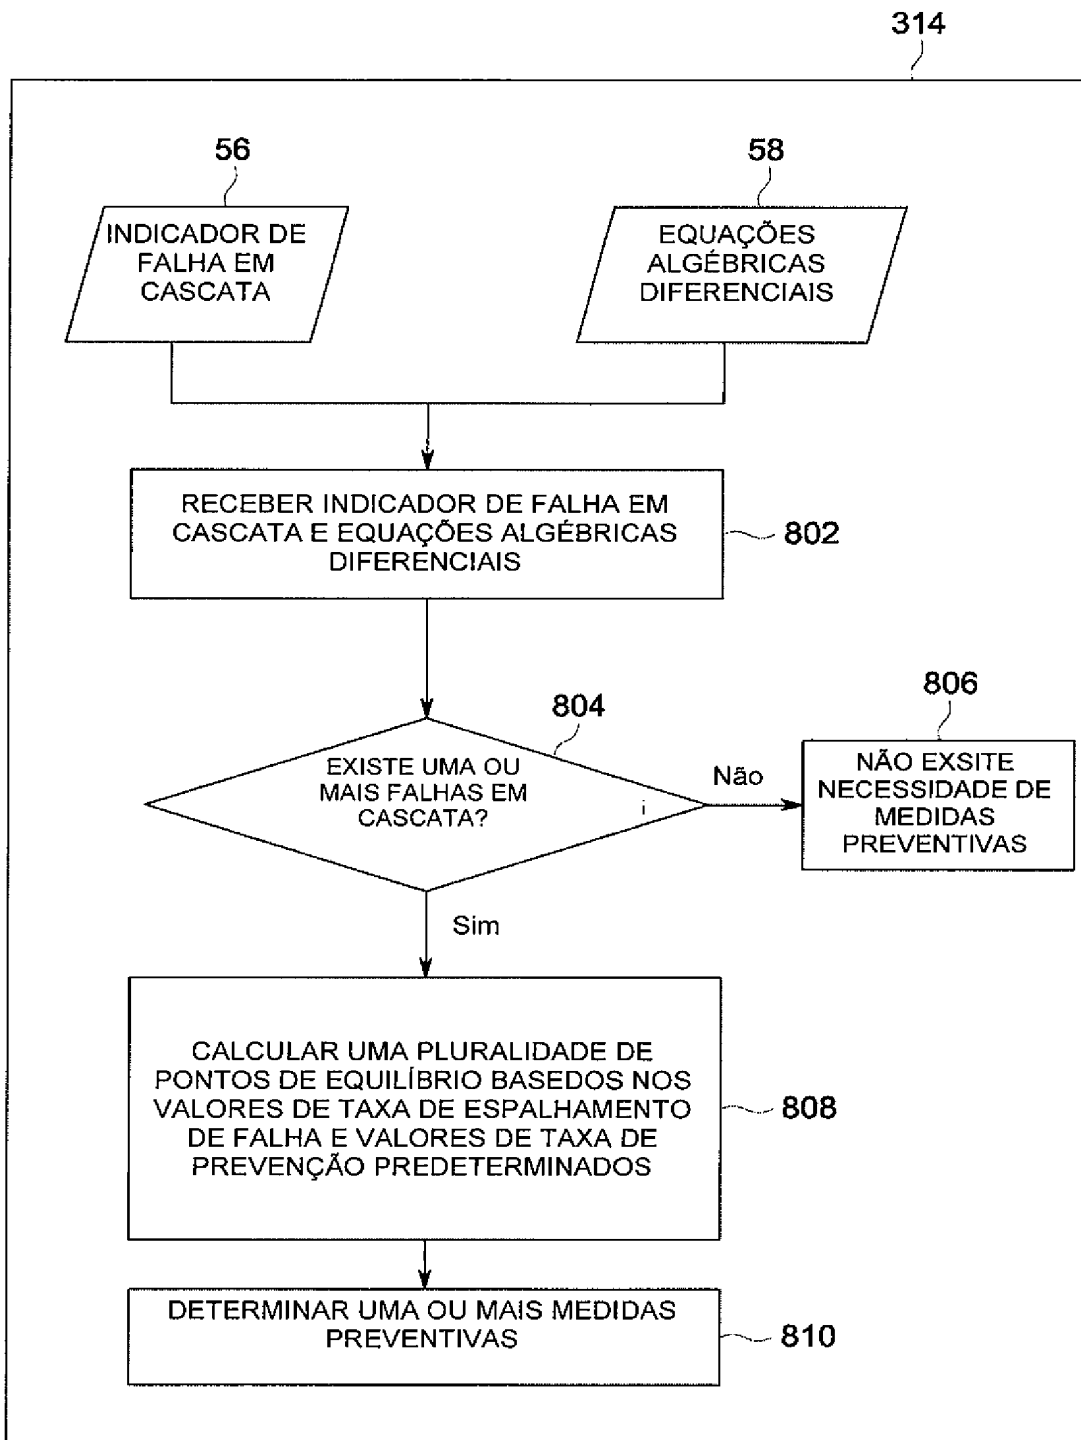 314
56
58
INDICADOR DE
FALHA EM
CASCATA
EQUAÇÕES
ALGÉBRICAS
DIFERENCIAIS
RECEBER INDICADOR DE FALHA EM
CASCATA E EQUAÇÕES ALGÉBRICAS
DIFERENCIAIS
802
804
EXISTE UMA OU
MAIS FALHAS EM
CASCATA?
i
Não
806
NÃO EXSITE
NECESSIDADE DE
MEDIDAS
PREVENTIVAS
Sim
CALCULAR UMA PLURALIDADE DE
PONTOS DE EQUILÍBRIO BASEDOS NOS
VALORES DE TAXA DE ESPALHAMENTO
DE FALHA E VALORES DE TAXA DE
PREVENÇÃO PREDETERMINADOS
808
DETERMINAR UMA OU MAIS MEDIDAS
PREVENTIVAS
810